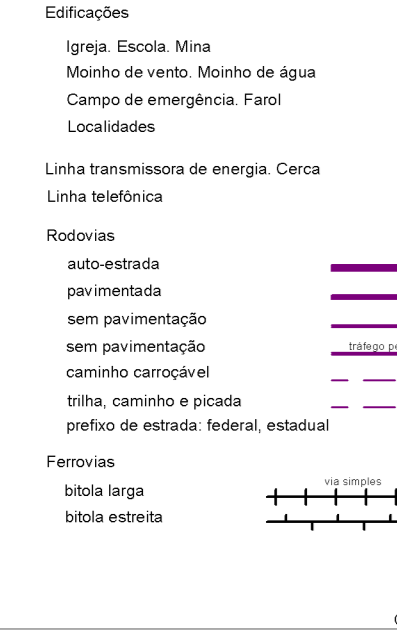 Edificações
Igreja. Escola. Mina
Moinho de vento. Moinho de água
Campo de emergência. Farol
Localidades
Linha transmissora de energia. Cerca
Linha telefônica
Rodovias
auto-estrada
pavimentada
sem pavimentação
sem pavimentação
tráfego pe
caminho carroçável
trilha, caminho e picada
prefixo de estrada: federal, estadual
Ferrovias
via simples
bitola larga
bitola estreita